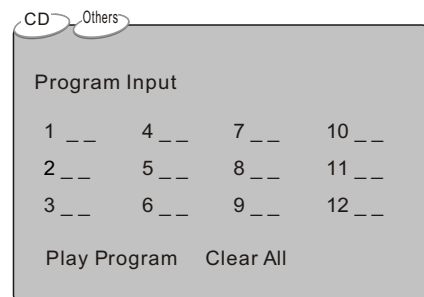 CD Others
Program Input
1 _ _ 4 _ _ 7 _ _ 10 _ _
2 _ _ 5 _ _ 8 _ _ 11 _ _
3 _ _ 6 _ _ 9 _ _ 12 _ _
Play Program Clear All